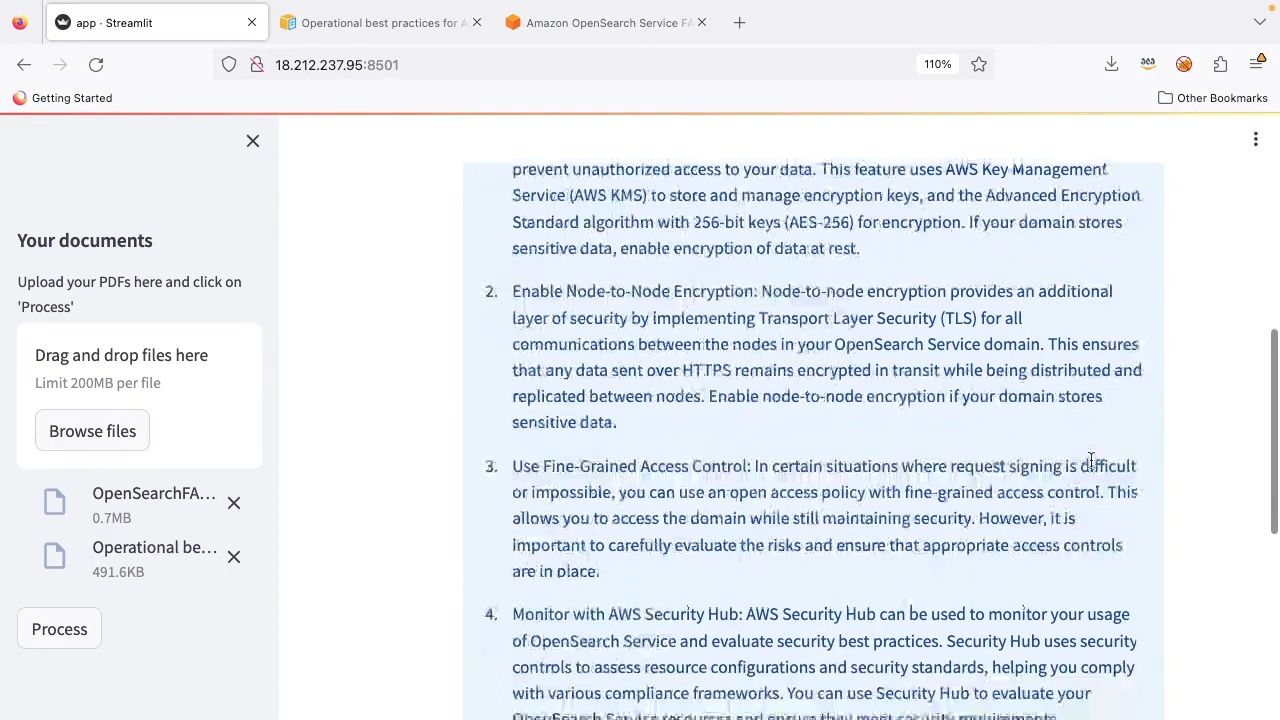 app · Streamlit
Operational best practices for A
Amazon OpenSearch Service FA
18.212.237.95:8501
110%
aea
Getting Started
Other Bookmarks
Your documents
Upload your PDFs here and click on
'Process'
Drag and drop files here
Limit 200MB per file
Browse files
OpenSearchFA...
0.7MB
Operational be...
491.6KB
Process
prevent unauthorized access to your data. This feature uses AWS Key Management
Service (AWS KMS) to store and manage encryption keys, and the Advanced Encryption
Standard algorithm with 256-bit keys (AES-256) for encryption. If your domain stores
sensitive data, enable encryption of data at rest.
2. Enable Node-to-Node Encryption: Node-to-node encryption provides an additional
layer of security by implementing Transport Layer Security (TLS) for all
communications between the nodes in your OpenSearch Service domain. This ensures
that any data sent over HTTPS remains encrypted in transit while being distributed and
replicated between nodes. Enable node-to-node encryption if your domain stores
sensitive data.
3. Use Fine-Grained Access Control: In certain situations where request signing is difficult
or impossible, you can use an open access policy with fine-grained access control. This
allows you to access the domain while still maintaining security. However, it is
important to carefully evaluate the risks and ensure that appropriate access controls
are in place.
4. Monitor with AWS Security Hub: AWS Security Hub can be used to monitor your usage
of OpenSearch Service and evaluate security best practices. Security Hub uses security
controls to assess resource configurations and security standards, helping you comply
with various compliance frameworks. You can use Security Hub to evaluate your
OpenSearch Service resources and ensure they meet security requirements.